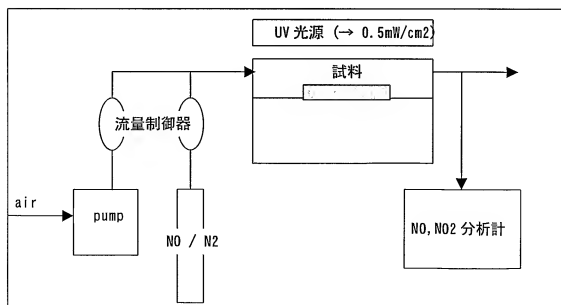 UV 光源 (→ 0.5mW/cm2)
試料
流量制御器
air
pump
NO / N2
NO, NO2 分析計